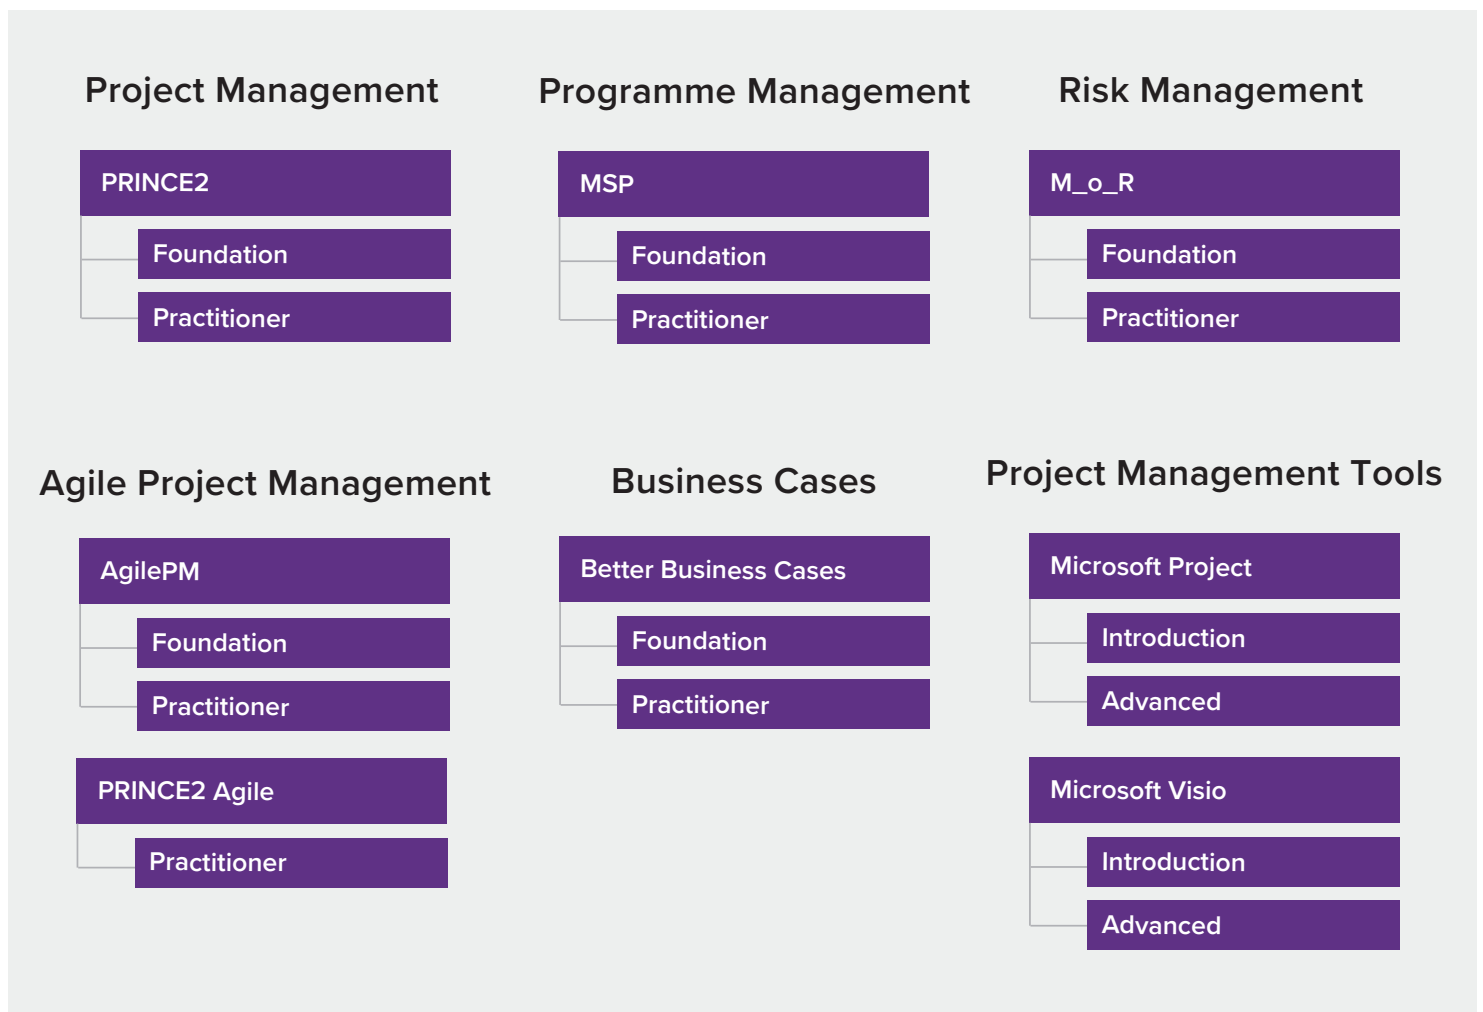 Project Management
PRINCE2
Foundation
Practitioner
Programme Management
MSP
Foundation
Practitioner
Risk Management
M_o_R
Foundation
Practitioner
Agile Project Management
AgilePM
Foundation
Practitioner
PRINCE2 Agile
Practitioner
Business Cases
Better Business Cases
Foundation
Practitioner
Project Management Tools
Microsoft Project
Introduction
Advanced
Microsoft Visio
Introduction
Advanced